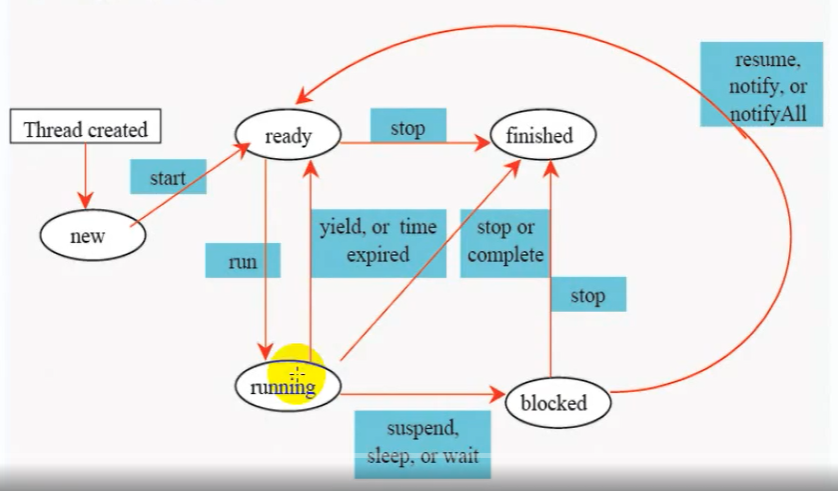 resume,
notify, or
notifyAll
Thread created
ready
stop
finished
start
new
yield, or time
expired
stop or
complete
run
stop
running
blocked
suspend,
sleep, or wait